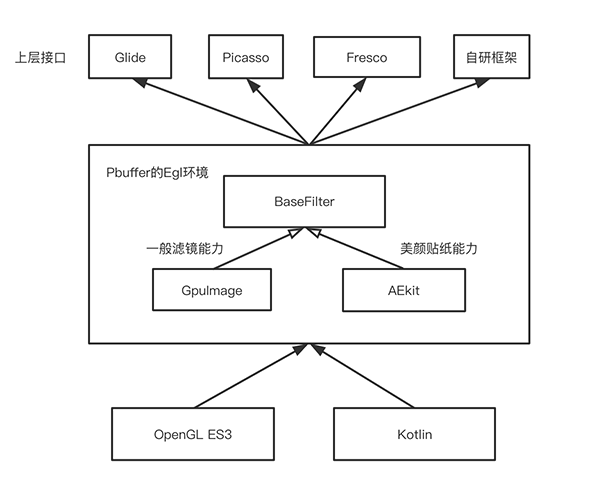 上层接口
Glide
Picasso
Fresco
自研框架
Pbuffer的Egl环境
BaseFilter
一般滤镜能力
美颜贴纸能力
GpuImage
AEkit
OpenGL ES3
Kotlin